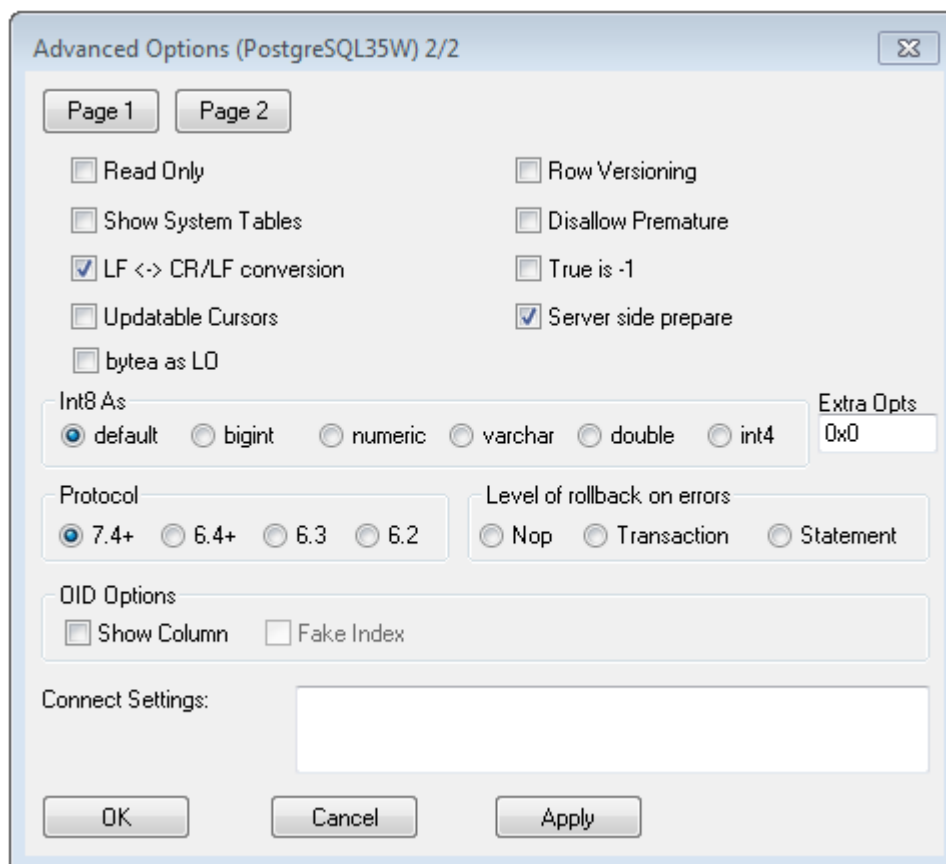 Advanced Options (PostgreSQL35W) 2/2
Page 1 Page 2
Read Only Row Versioning
Show System Tables Disallow Premature
LF <-> CR/LF conversion True is -1
Updatable Cursors Server side prepare
bytea as LO
Int8 As Extra Opts
default bigint numeric varchar double int4 0x0
Protocol Level of rollback on errors
7.4+ 6.4+ 6.3 6.2 Nop Transaction Statement
OID Options
Show Column Fake Index
Connect Settings:
OK Cancel Apply